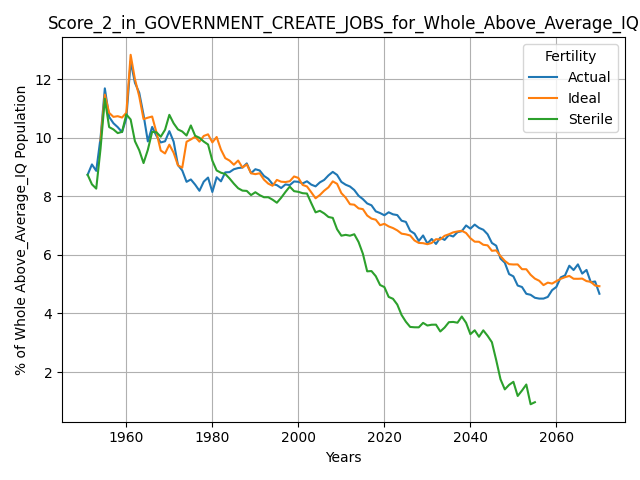 Score_2_in_GOVERNMENT_CREATE_JOBS_for_Whole_Above_Average_IQ
Fertility
Actual
Ideal
Sterile
% of Whole Above_Average_IQ Population
12
10
8
6
4
2
1960 1980 2000 2020 2040 2060
Years